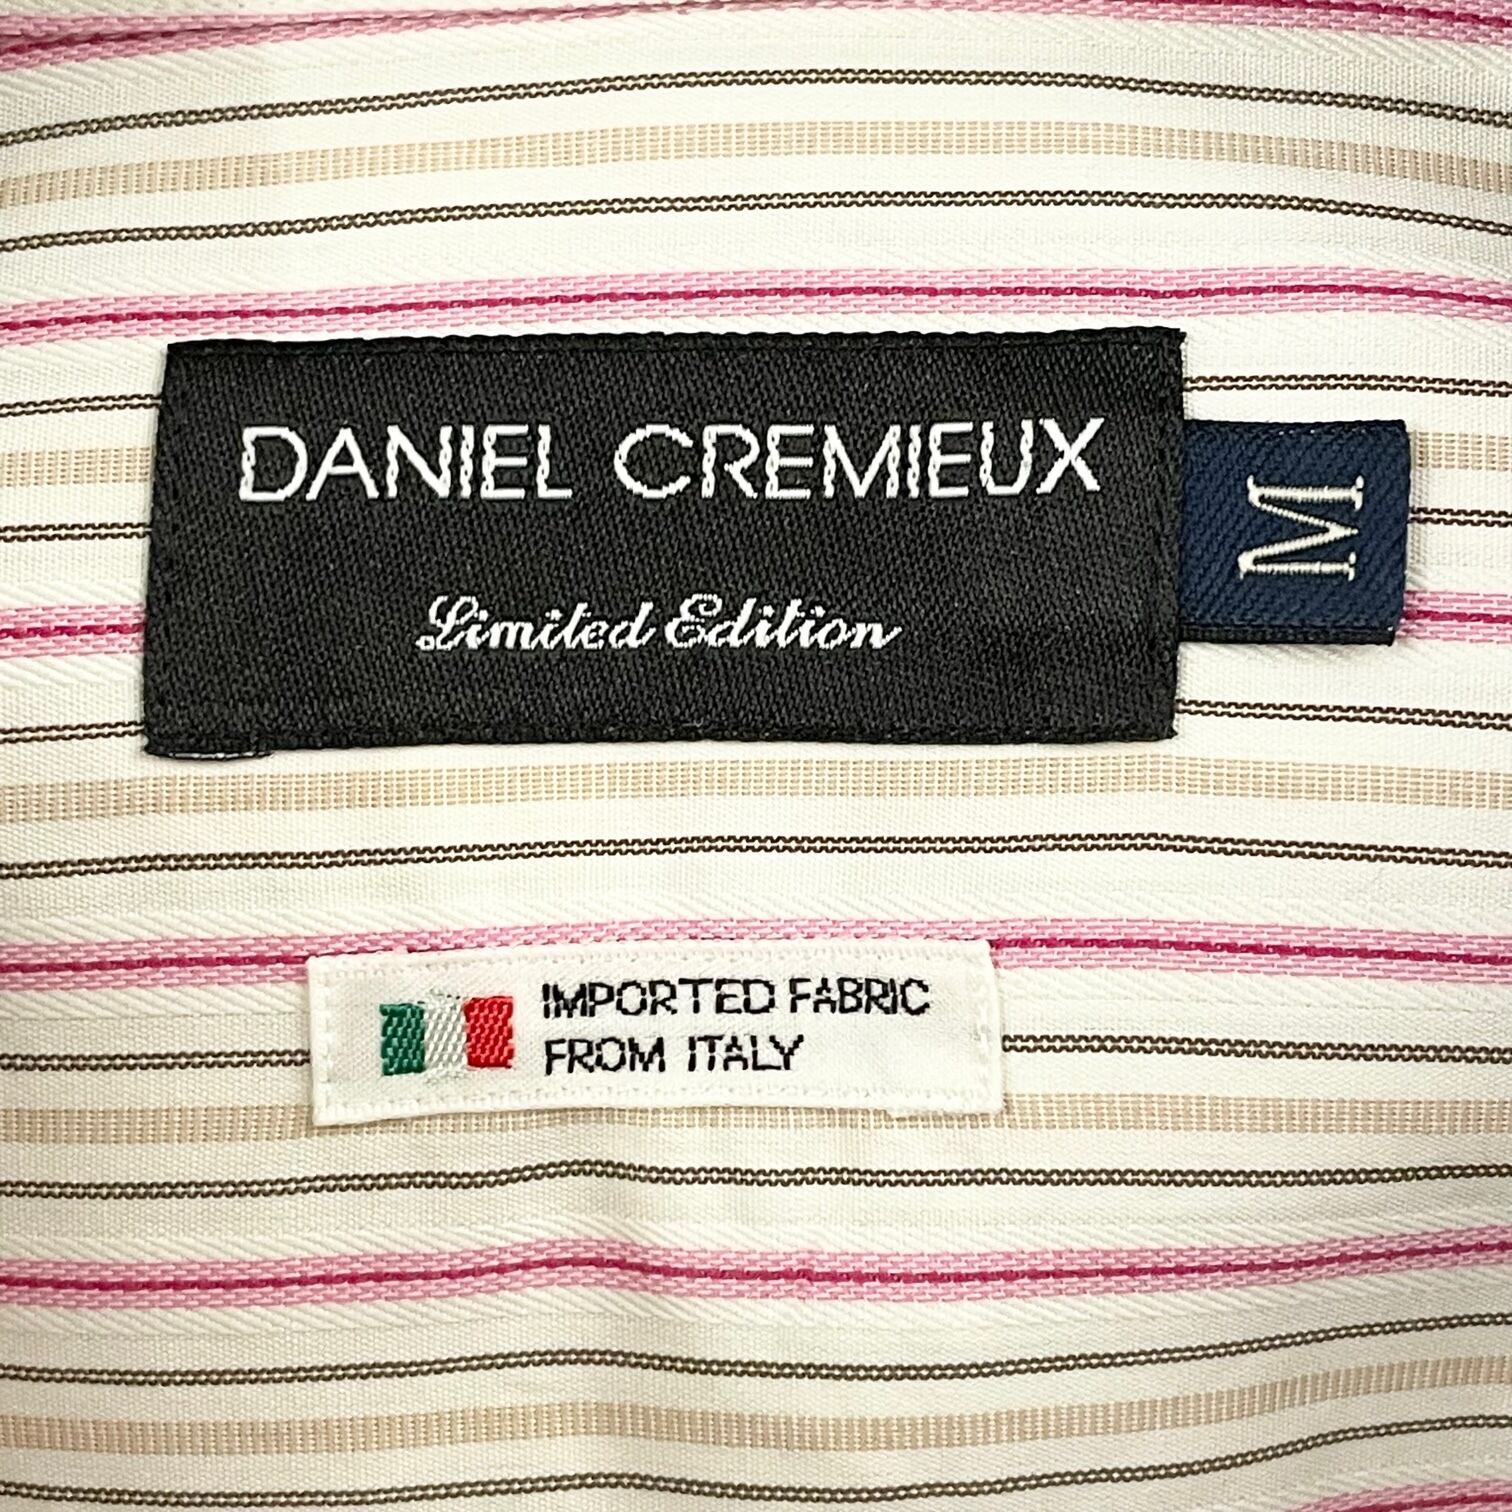 DANIEL CREMIEUX
Limited Edition
M
IMPORTED FABRIC
FROM ITALY